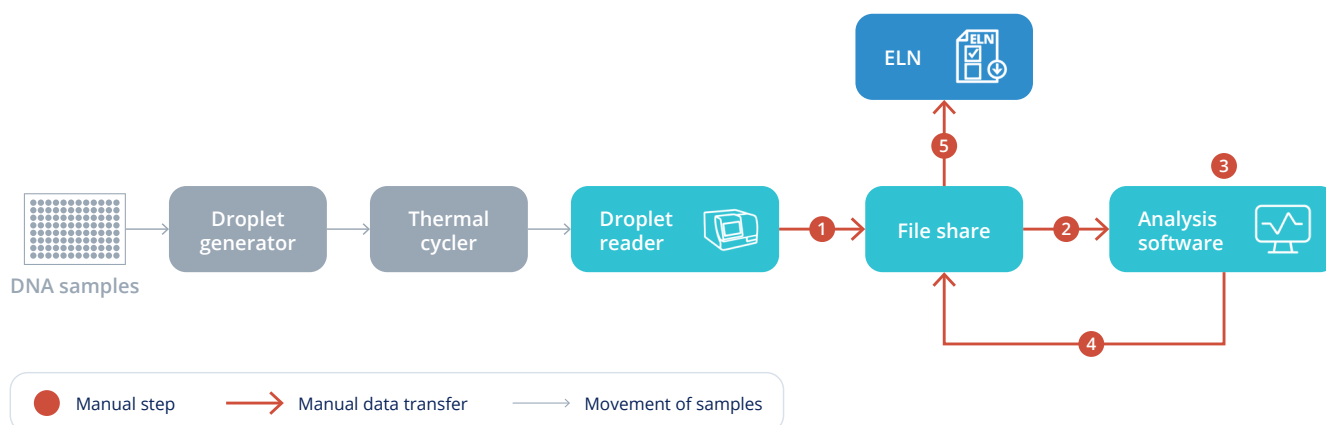 ELN
ELN
5
3
Droplet
generator
Thermal
cycler
Droplet
reader
1
File share
2
Analysis
software
DNA samples
4
Manual step
Manual data transfer
Movement of samples